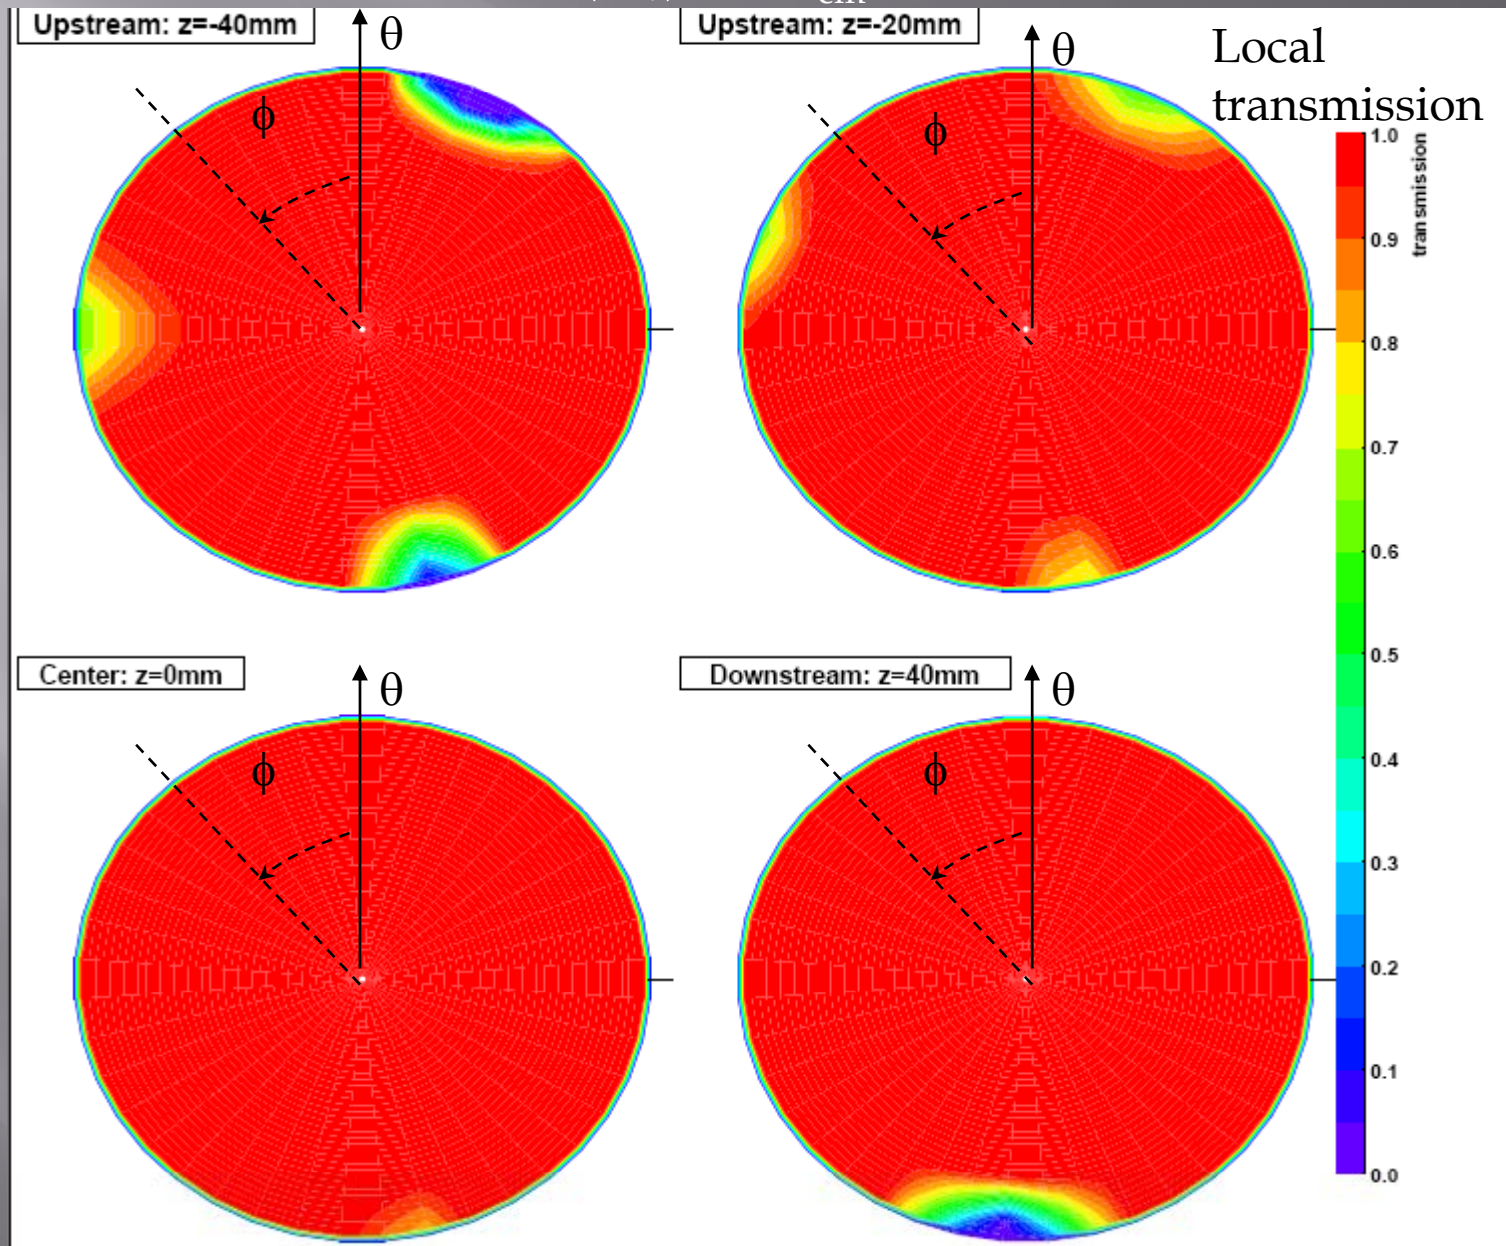 Upstream: z=-40mm
θ
ϕ
Upstream: z=-20mm
θ
ϕ
Local
transmission
1.0
0.9
0.8
0.7
0.6
0.5
0.4
0.3
0.2
0.1
0.0
transmission
Center: z=0mm
θ
ϕ
Downstream: z=40mm
θ
ϕ